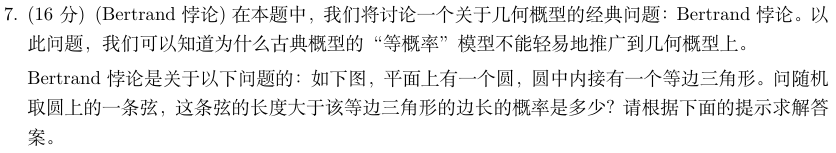 7. (16 分) (Bertrand 悖论) 在本题中，我们将讨论一个关于几何概型的经典问题：Bertrand 悖论。以
此问题，我们可以知道为什么古典概型的 “等概率” 模型不能轻易地推广到几何概型上。
Bertrand 悖论是关于以下问题的：如下图，平面上有一个圆，圆中内接有一个等边三角形。问随机
取圆上的一条弦，这条弦的长度大于该等边三角形的边长的概率是多少？请根据下面的提示求解答
案。